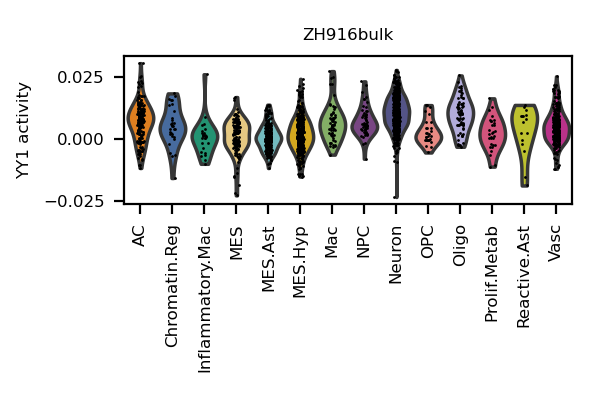 ZH916bulk
YY1 activity
0.025
0.000
−0.025
AC
Chromatin.Reg
Inflammatory.Mac
MES
MES.Ast
MES.Hyp
Mac
NPC
Neuron
OPC
Oligo
Prolif.Metab
Reactive.Ast
Vasc